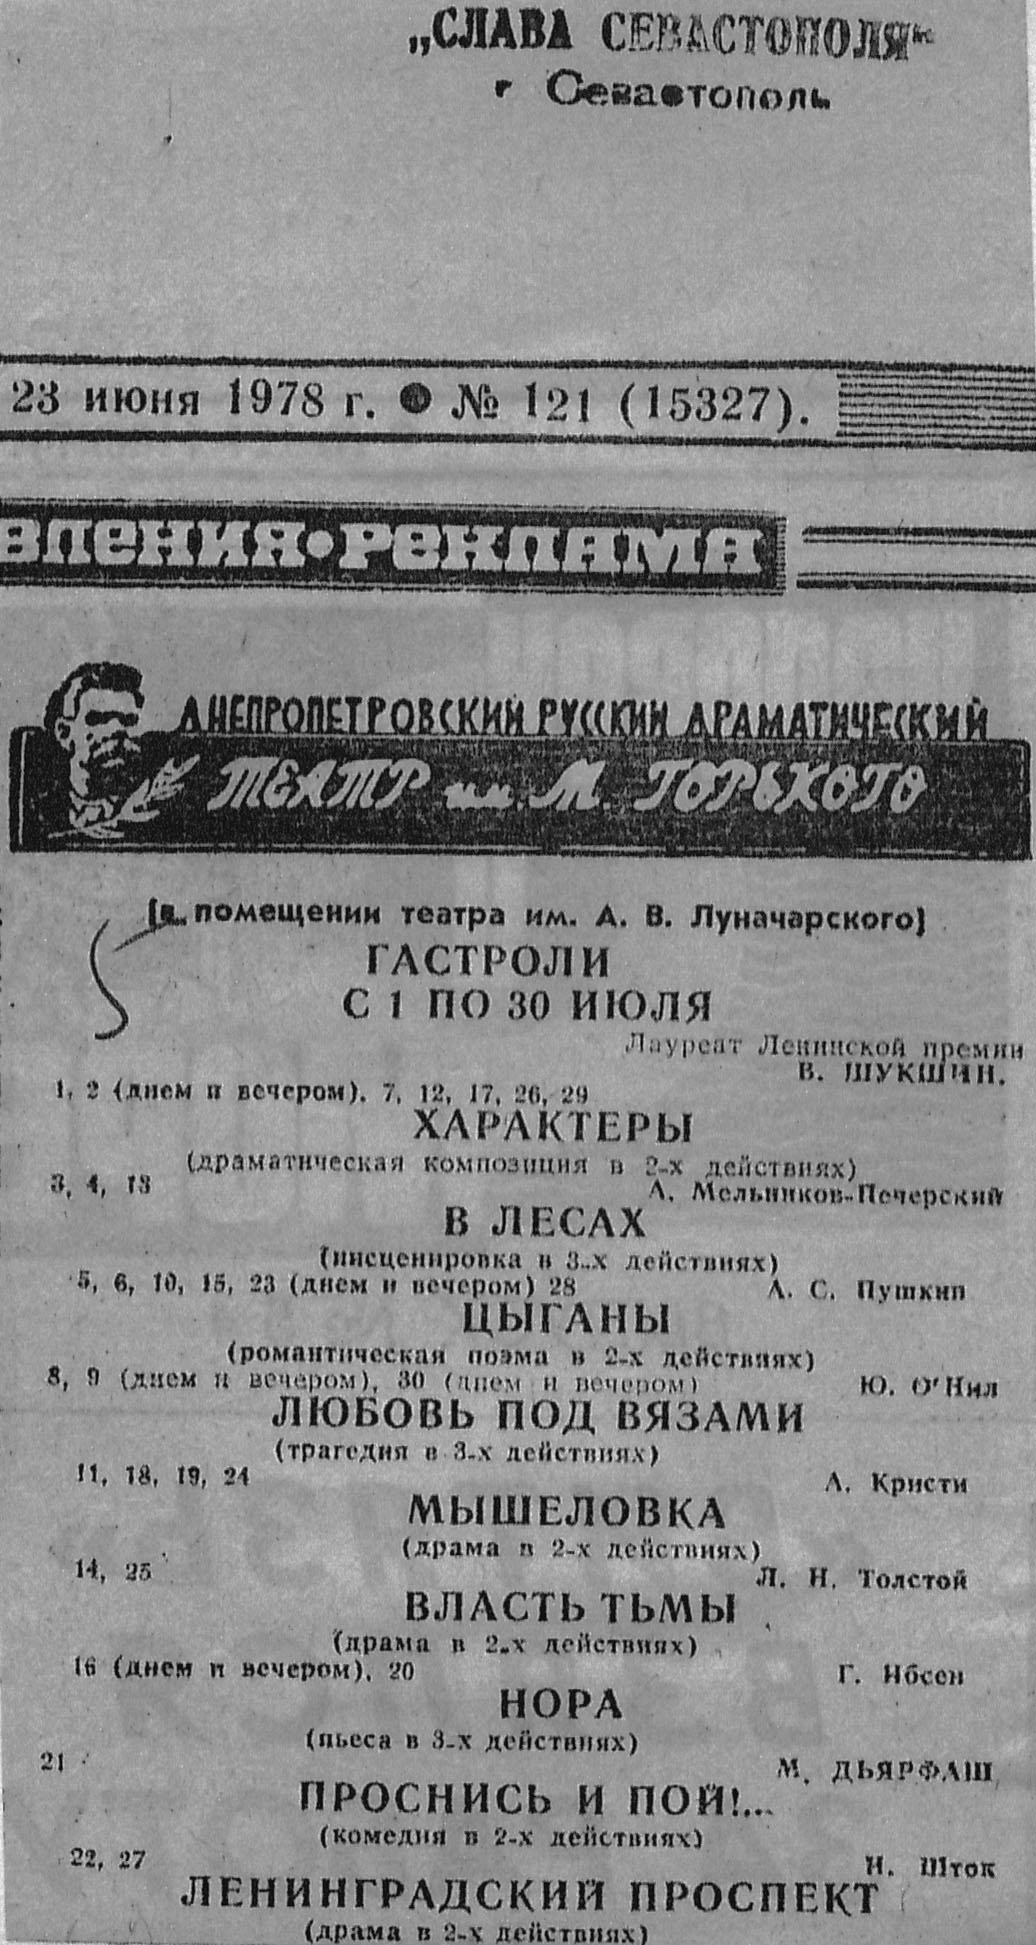 „СЛАВА СЕВАСТОПОЛЯ"
г Севастополь
23 июня 1978 г. ● № 121 (15327).
вления•реклама
ДНЕПРОПЕТРОВСКИЙ РУССКИЙ ДРАМАТИЧЕСКИЙ
ТЕАТР им. М. ГОРЬКОГО
(в помещении театра им. А. В. Луначарского)
ГАСТРОЛИ
С 1 ПО 30 ИЮЛЯ
Лауреат Ленинской премии
В. ШУКШИН.
1, 2 (днем и вечером), 7, 12, 17, 26, 29
ХАРАКТЕРЫ
(драматическая композиция в 2-х действиях)
3, 4, 13 А. Мельников-Печерский
В ЛЕСАХ
(инсценировка в 3-х действиях)
5, 6, 10, 15, 23 (днем и вечером) 28 А. С. Пушкин
ЦЫГАНЫ
(романтическая поэма в 2-х действиях)
8, 9 (днем и вечером), 30 (днем и вечером) Ю. О'Нил
ЛЮБОВЬ ПОД ВЯЗАМИ
(трагедия в 3-х действиях)
11, 18, 19, 24 А. Кристи
МЫШЕЛОВКА
(драма в 2-х действиях)
14, 25 Л. Н. Толстой
ВЛАСТЬ ТЬМЫ
(драма в 2-х действиях)
16 (днем и вечером), 20 Г. Ибсен
НОРА
(пьеса в 3-х действиях)
21 М. ДЬЯРФАШ
ПРОСНИСЬ И ПОЙ!...
(комедия в 2-х действиях)
22, 27 И. Шток
ЛЕНИНГРАДСКИЙ ПРОСПЕКТ
(драма в 2-х действиях)